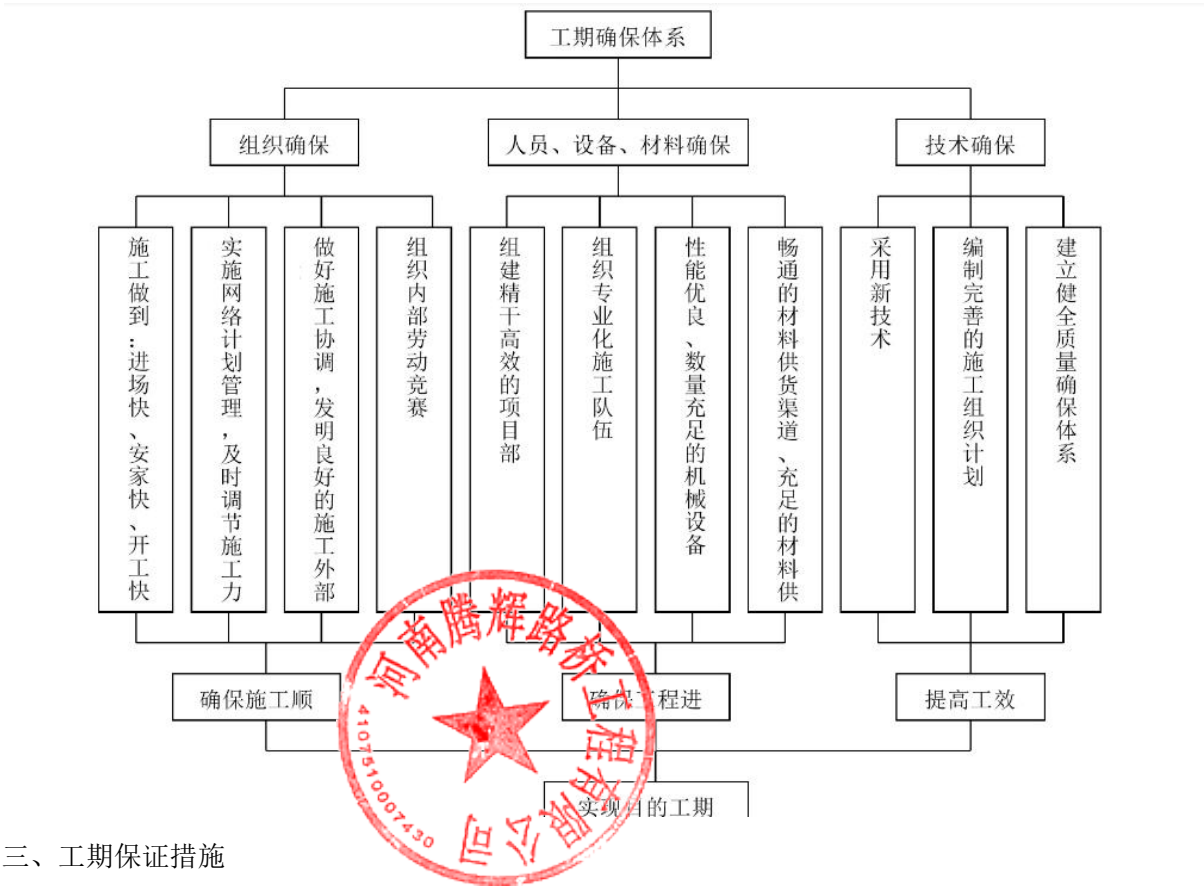 工期确保体系
组织确保
人员、设备、材料确保
技术确保
施工做到：进场快、安家快、开工快
实施网络计划管理，及时调节施工力
做好施工协调，发明良好的施工外部
组织内部劳动竞赛
组建精干高效的项目部
组织专业化施工队伍
性能优良、数量充足的机械设备
畅通的材料供货渠道、充足的材料供
采用新技术
编制完善的施工组织计划
建立健全质量确保体系
确保施工顺
确保工程进
提高工效
实现目的工期
河南腾辉路桥工程有限公司
4107510007430
三、工期保证措施